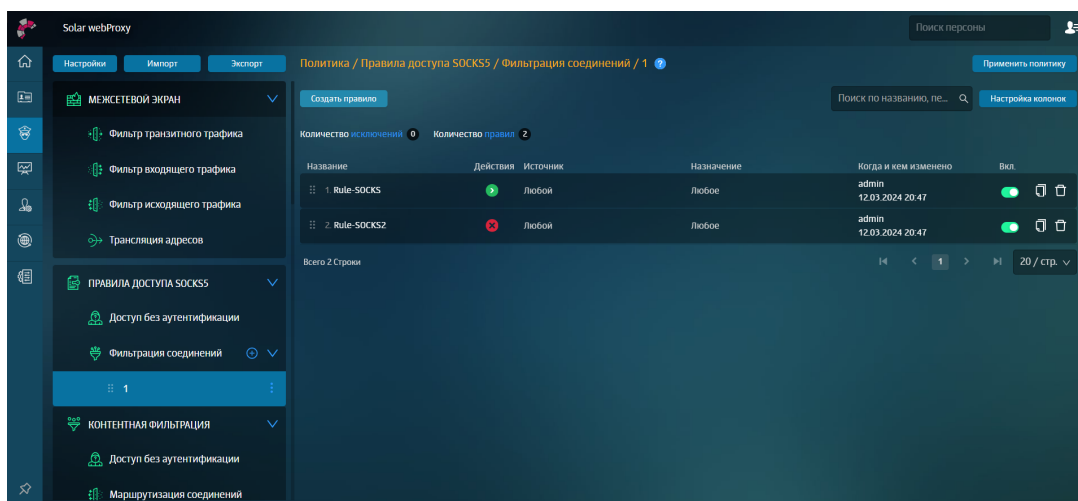 Solar webProxy
Поиск персоны
Настройки Импорт Экспорт
Политика / Правила доступа SOCKS5 / Фильтрация соединений / 1 ?
Применить политику
МЕЖСЕТЕВОЙ ЭКРАН
Фильтр транзитного трафика
Фильтр входящего трафика
Фильтр исходящего трафика
Трансляция адресов
ПРАВИЛА ДОСТУПА SOCKS5
Доступ без аутентификации
Фильтрация соединений
1
КОНТЕНТНАЯ ФИЛЬТРАЦИЯ
Доступ без аутентификации
Маршрутизация соединений
Создать правило
Поиск по названию, пе...
Настройка колонок
Количество исключений 0 Количество правил 2
Название Действия Источник Назначение Когда и кем изменено Вкл.
1. Rule-SOCKS Любой Любое admin
12.03.2024 20:47
2. Rule-SOCKS2 Любой Любое admin
12.03.2024 20:47
Всего 2 Строки
1
20 / стр.